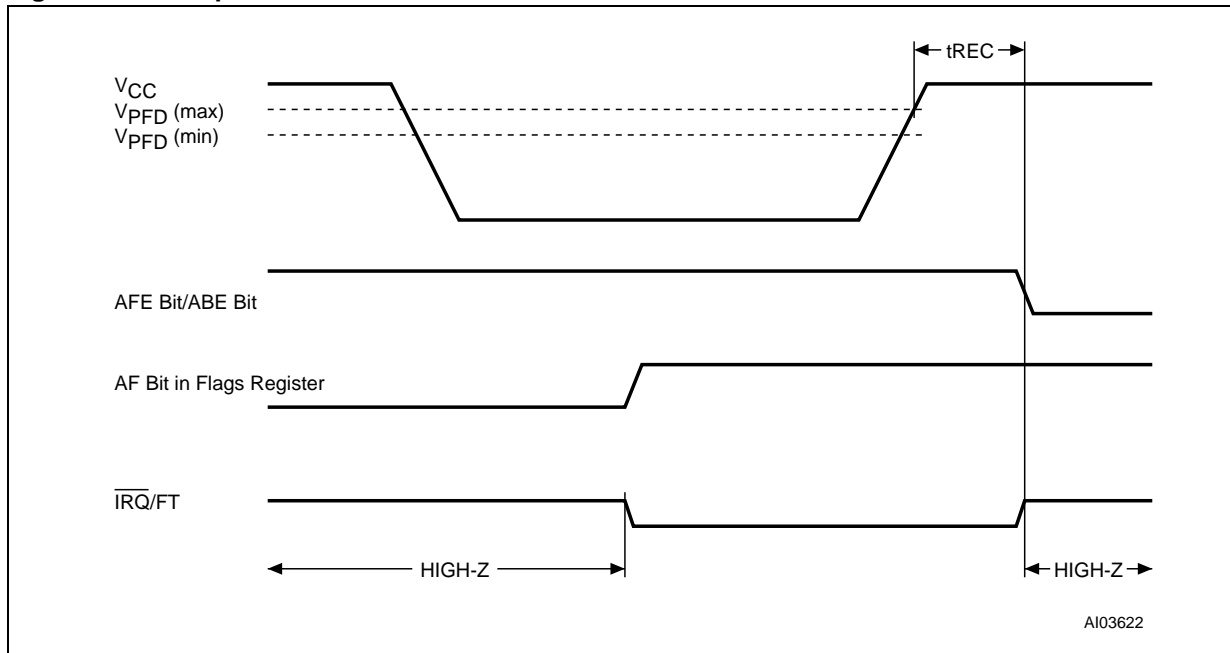 tREC
VCC
VPFD (max)
VPFD (min)
AFE Bit/ABE Bit
AF Bit in Flags Register
IRQ/FT
HIGH-Z
HIGH-Z
AI03622